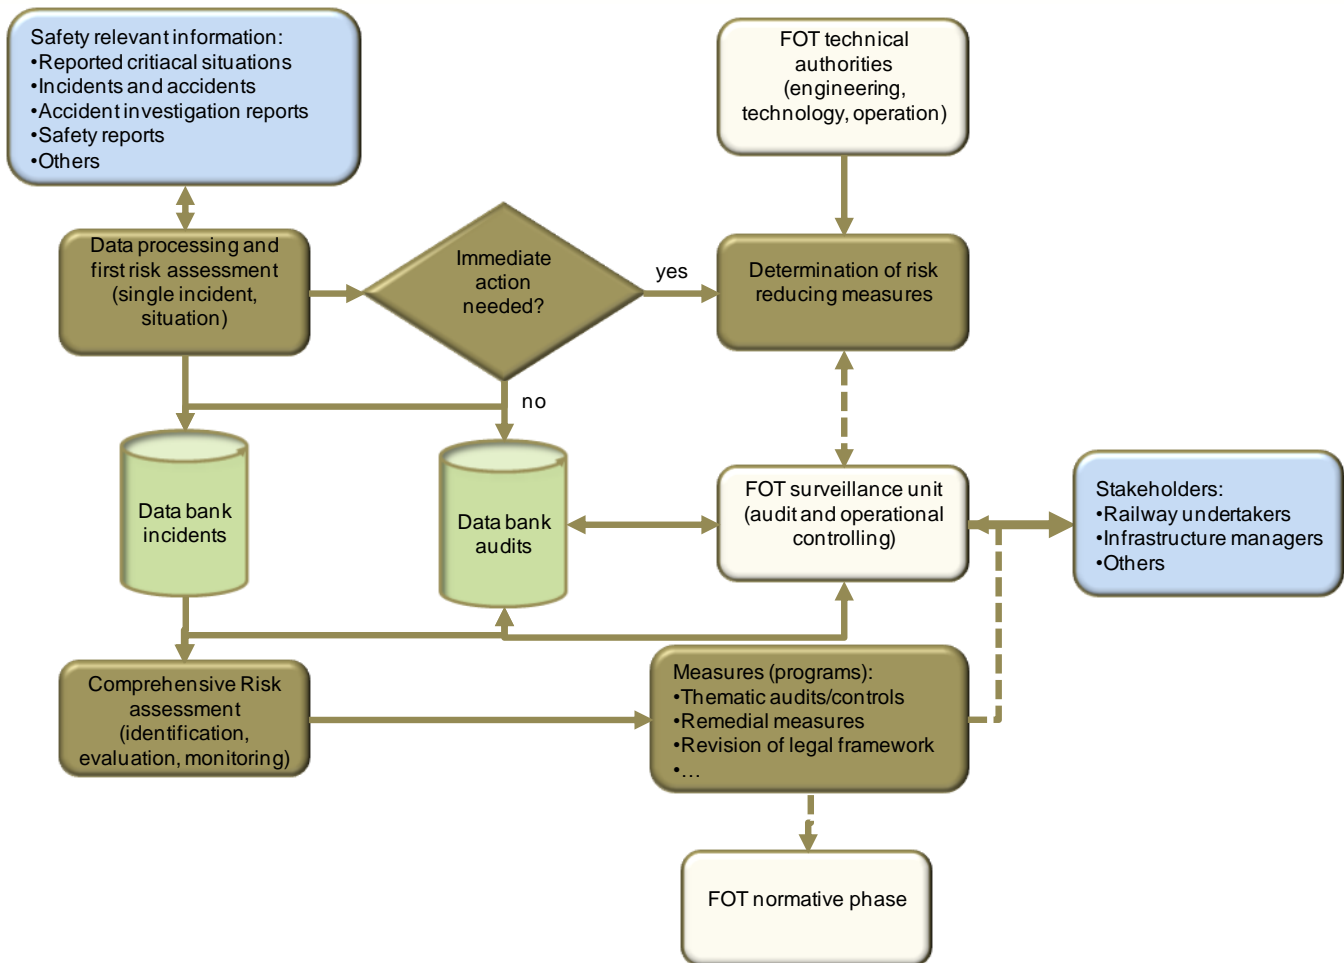 Safety relevant information:
•Reported critiacal situations
•Incidents and accidents
•Accident investigation reports
•Safety reports
•Others
FOT technical
authorities
(engineering,
technology, operation)
Data processing and
first risk assessment
(single incident,
situation)
Immediate
action
needed?
yes
Determination of risk
reducing measures
no
Data bank
incidents
Data bank
audits
FOT surveillance unit
(audit and operational
controlling)
Stakeholders:
•Railway undertakers
•Infrastructure managers
•Others
Comprehensive Risk
assessment
(identification,
evaluation, monitoring)
Measures (programs):
•Thematic audits/controls
•Remedial measures
•Revision of legal framework
•…
FOT normative phase